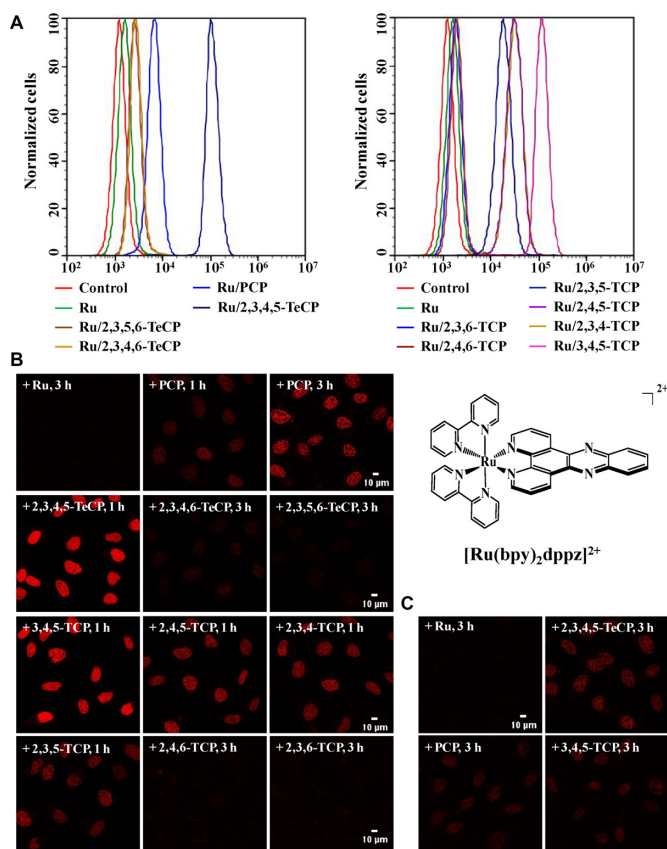 A
Normalized cells
100
80
60
40
20
0
10² 10³ 10⁴ 10⁵ 10⁶ 10⁷
Control
Ru
Ru/2,3,5,6-TeCP
Ru/2,3,4,6-TeCP
Ru/PCP
Ru/2,3,4,5-TeCP
Normalized cells
100
80
60
40
20
0
10² 10³ 10⁴ 10⁵ 10⁶ 10⁷
Control
Ru
Ru/2,3,6-TCP
Ru/2,4,6-TCP
Ru/2,3,5-TCP
Ru/2,4,5-TCP
Ru/2,3,4-TCP
Ru/3,4,5-TCP
B
+ Ru, 3 h
+ PCP, 1 h
+ PCP, 3 h
10 µm
+ 2,3,4,5-TeCP, 1 h
+ 2,3,4,6-TeCP, 3 h
+ 2,3,5,6-TeCP, 3 h
10 µm
+ 3,4,5-TCP, 1 h
+ 2,4,5-TCP, 1 h
+ 2,3,4-TCP, 1 h
10 µm
+ 2,3,5-TCP, 1 h
+ 2,4,6-TCP, 3 h
+ 2,3,6-TCP, 3 h
10 µm
2+
N
N
N
N
Ru
N
N
N
N
[Ru(bpy)₂dppz]²⁺
C
+ Ru, 3 h
10 µm
+ 2,3,4,5-TeCP, 3 h
+ PCP, 3 h
+ 3,4,5-TCP, 3 h